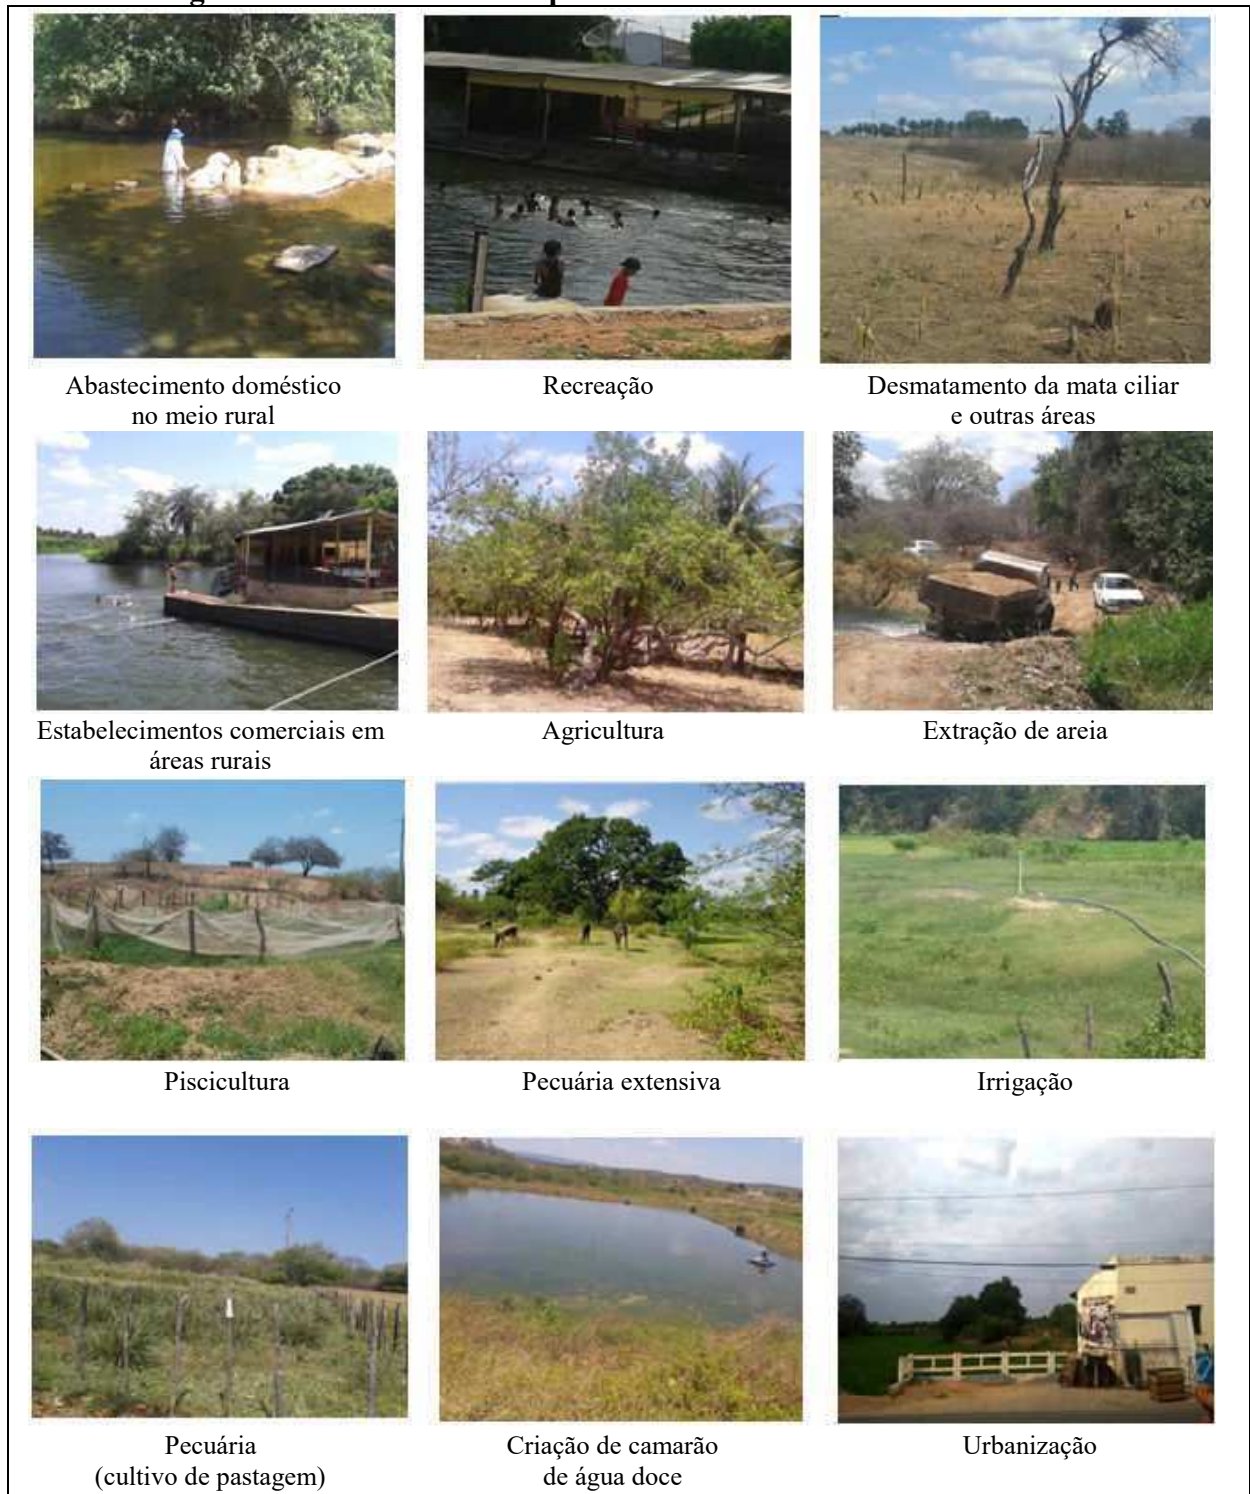 Abastecimento doméstico
no meio rural
Recreação
Desmatamento da mata ciliar
e outras áreas
Estabelecimentos comerciais em
áreas rurais
Agricultura
Extração de areia
Piscicultura
Pecuária extensiva
Irrigação
Pecuária
(cultivo de pastagem)
Criação de camarão
de água doce
Urbanização